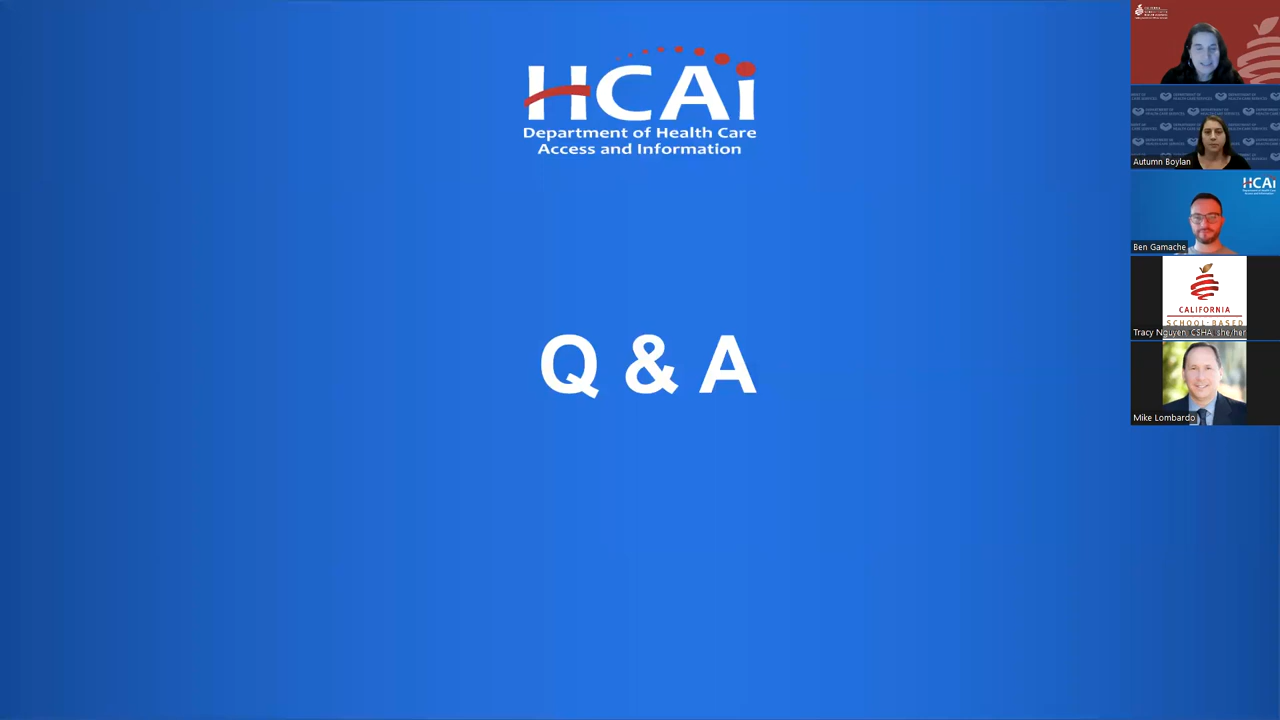 HCAi
Department of Health Care
Access and Information
Q & A
Autumn Boylan
HCAi
Ben Gamache
CALIFORNIA
SCHOOL-BASED
Tracy Nguyen, CSHA, she/her
Mike Lombardo